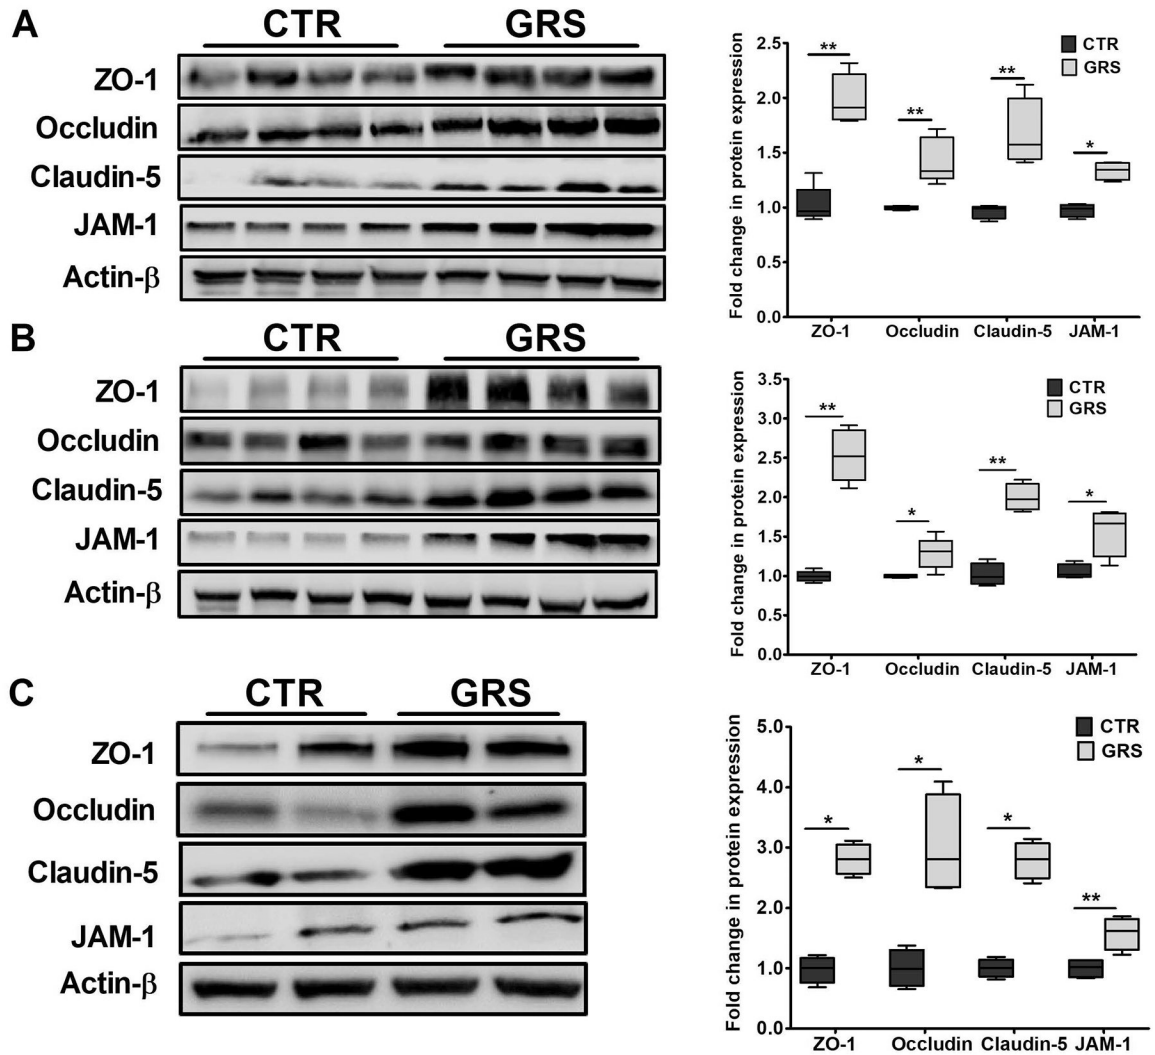 A
CTR GRS
ZO-1
Occludin
Claudin-5
JAM-1
Actin-β
Fold change in protein expression
2.5
2.0
1.5
1.0
0.5
0.0
CTR
GRS
**
**
**
*
ZO-1 Occludin Claudin-5 JAM-1
B
CTR GRS
ZO-1
Occludin
Claudin-5
JAM-1
Actin-β
Fold change in protein expression
3.5
3.0
2.5
2.0
1.5
1.0
0.5
0.0
CTR
GRS
**
*
**
*
ZO-1 Occludin Claudin-5 JAM-1
C
CTR GRS
ZO-1
Occludin
Claudin-5
JAM-1
Actin-β
Fold change in protein expression
5.0
4.0
3.0
2.0
1.0
0.0
CTR
GRS
*
*
*
**
ZO-1 Occludin Claudin-5 JAM-1